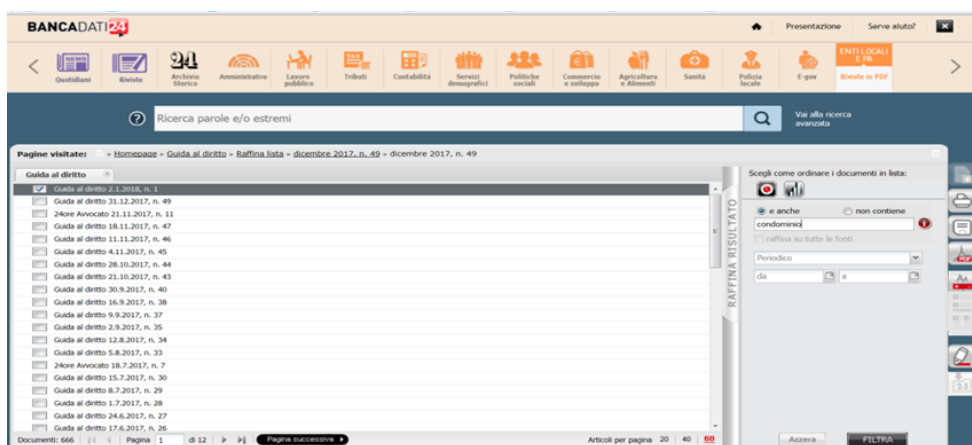 BANCADATI24
Presentazione
Serve aiuto?
Quotidiani
Riviste
24
Archivio
Storico
Amministrativo
Lavoro
pubblico
Tributi
Contabilità
Servizi
demografici
Politiche
sociali
Commercio
e sviluppo
Agricoltura
e Alimenti
Sanità
Polizia
locale
E-gov
ENTI LOCALI
E PA
Riviste in PDF
Ricerca parole e/o estremi
Vai alla ricerca
avanzata
Pagine visitate: » Homepage » Guida al diritto » Raffina lista » dicembre 2017, n. 49 » dicembre 2017, n. 49
Guida al diritto
Guida al diritto 2.1.2018, n. 1
Guida al diritto 31.12.2017, n. 49
24ore Avvocato 21.11.2017, n. 11
Guida al diritto 18.11.2017, n. 47
Guida al diritto 11.11.2017, n. 46
Guida al diritto 4.11.2017, n. 45
Guida al diritto 28.10.2017, n. 44
Guida al diritto 21.10.2017, n. 43
Guida al diritto 30.9.2017, n. 40
Guida al diritto 16.9.2017, n. 38
Guida al diritto 9.9.2017, n. 37
Guida al diritto 2.9.2017, n. 35
Guida al diritto 12.8.2017, n. 34
Guida al diritto 5.8.2017, n. 33
24ore Avvocato 18.7.2017, n. 7
Guida al diritto 15.7.2017, n. 30
Guida al diritto 8.7.2017, n. 29
Guida al diritto 1.7.2017, n. 28
Guida al diritto 24.6.2017, n. 27
Guida al diritto 17.6.2017, n. 26
Documenti: 666
Pagina 1 di 12
Pagina successiva
Articoli per pagina 20 40 60
RAFFINA RISULTATO
Scegli come ordinare i documenti in lista:
e anche
non contiene
condominio
raffina su tutte le fonti
Periodico
da
a
Azzera
FILTRA
PDF
24